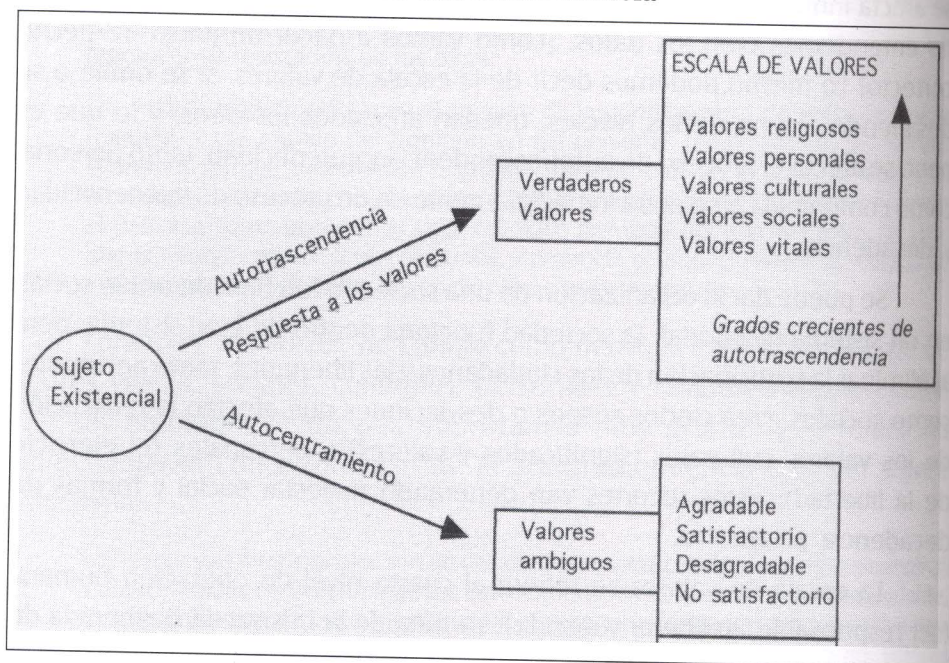 ESCALA DE VALORES
Valores religiosos
Valores personales
Valores culturales
Valores sociales
Valores vitales
Grados crecientes de
autotrascendencia
Verdaderos
Valores
Autotrascendencia
Respuesta a los valores
Sujeto
Existencial
Autocentramiento
Valores
ambiguos
Agradable
Satisfactorio
Desagradable
No satisfactorio